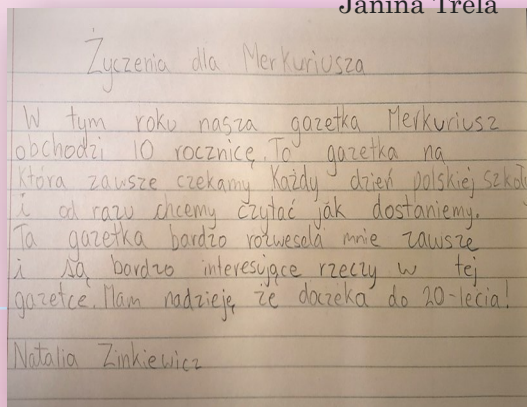 Janina Trela
Życzenia dla Merkuriusza
W tym roku nasza gazetka Merkuriusz
obchodzi 10 rocznicę. To gazetka na
która zawsze czekamy Każdy dzień polskiej szkoł
i od razu chcemy czytać jak dostaniemy.
Ta gazetka bardzo rozwesela mnie zawsze
i są bardzo interesujące rzeczy w tej
gazetce. Mam nadzieję, że doczeka do 20-lecia!
Natalia Zinkiewicz